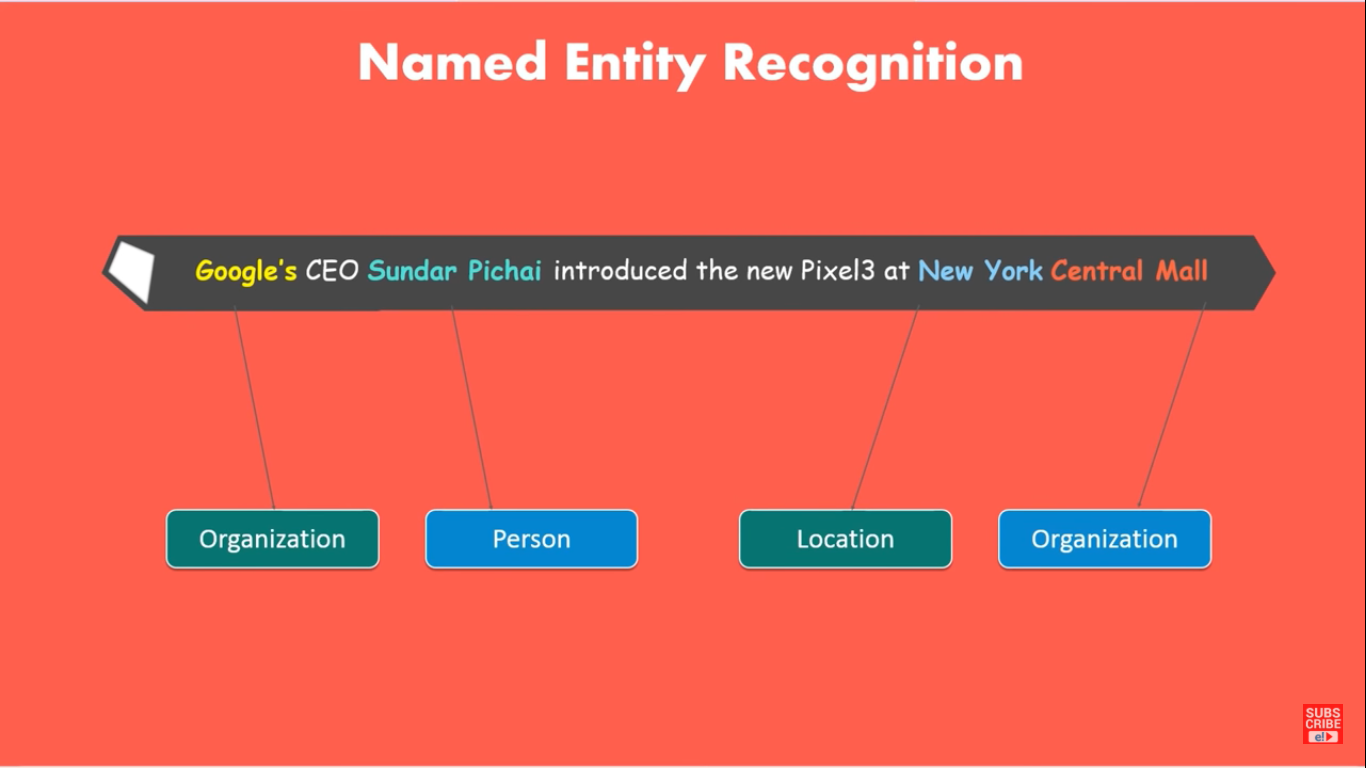 Named Entity Recognition
Google's CEO Sundar Pichai introduced the new Pixel3 at New York Central Mall
Organization
Person
Location
Organization
SUBS
CRIBE
e!